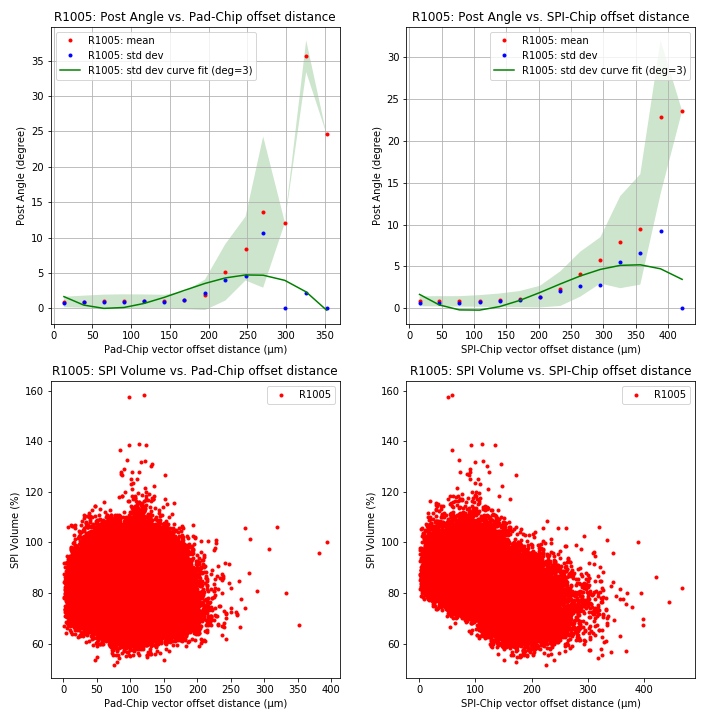 R1005: Post Angle vs. Pad-Chip offset distance
R1005: mean
R1005: std dev
R1005: std dev curve fit (deg=3)
Post Angle (degree)
35
30
25
20
15
10
5
0
0 50 100 150 200 250 300 350
Pad-Chip vector offset distance (μm)
R1005: Post Angle vs. SPI-Chip offset distance
R1005: mean
R1005: std dev
R1005: std dev curve fit (deg=3)
Post Angle (degree)
30
25
20
15
10
5
0
0 50 100 150 200 250 300 350 400
SPI-Chip vector offset distance (μm)
R1005: SPI Volume vs. Pad-Chip offset distance
R1005
SPI Volume (%)
160
140
120
100
80
60
0 50 100 150 200 250 300 350 400
Pad-Chip vector offset distance (μm)
R1005: SPI Volume vs. SPI-Chip offset distance
R1005
SPI Volume (%)
160
140
120
100
80
60
0 100 200 300 400
SPI-Chip vector offset distance (μm)